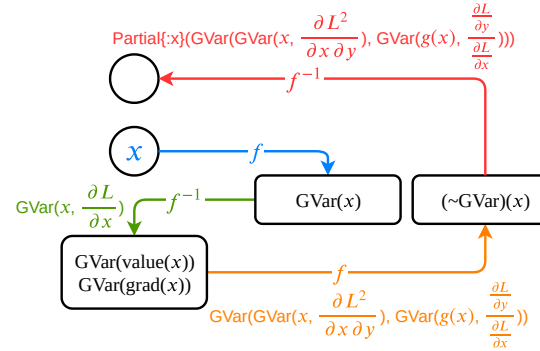 Partial{:x}(GVar(GVar(x, ∂L²/∂x ∂y), GVar(g(x), (∂L/∂y)/(∂L/∂x))))
f⁻¹
x
f
GVar(x)
(~GVar)(x)
f⁻¹
GVar(x, ∂L/∂x)
GVar(value(x))
GVar(grad(x))
f
GVar(GVar(x, ∂L²/∂x ∂y), GVar(g(x), (∂L/∂y)/(∂L/∂x)))